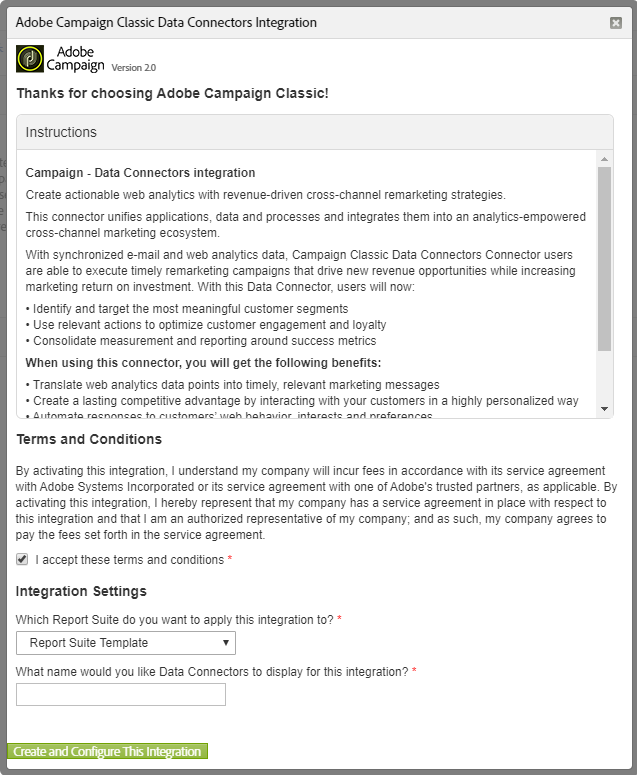 Adobe Campaign Classic Data Connectors Integration
Adobe
Campaign Version 2.0
Thanks for choosing Adobe Campaign Classic!
Instructions
Campaign - Data Connectors integration
Create actionable web analytics with revenue-driven cross-channel remarketing strategies.
This connector unifies applications, data and processes and integrates them into an analytics-empowered
cross-channel marketing ecosystem.
With synchronized e-mail and web analytics data, Campaign Classic Data Connectors Connector users
are able to execute timely remarketing campaigns that drive new revenue opportunities while increasing
marketing return on investment. With this Data Connector, users will now:
• Identify and target the most meaningful customer segments
• Use relevant actions to optimize customer engagement and loyalty
• Consolidate measurement and reporting around success metrics
When using this connector, you will get the following benefits:
• Translate web analytics data points into timely, relevant marketing messages
• Create a lasting competitive advantage by interacting with your customers in a highly personalized way
• Automate responses to customers' web behavior, interests and preferences
Terms and Conditions
By activating this integration, I understand my company will incur fees in accordance with its service agreement
with Adobe Systems Incorporated or its service agreement with one of Adobe's trusted partners, as applicable. By
activating this integration, I hereby represent that my company has a service agreement in place with respect to
this integration and that I am an authorized representative of my company; and as such, my company agrees to
pay the fees set forth in the service agreement.
I accept these terms and conditions *
Integration Settings
Which Report Suite do you want to apply this integration to? *
Report Suite Template
What name would you like Data Connectors to display for this integration? *
Create and Configure This Integration